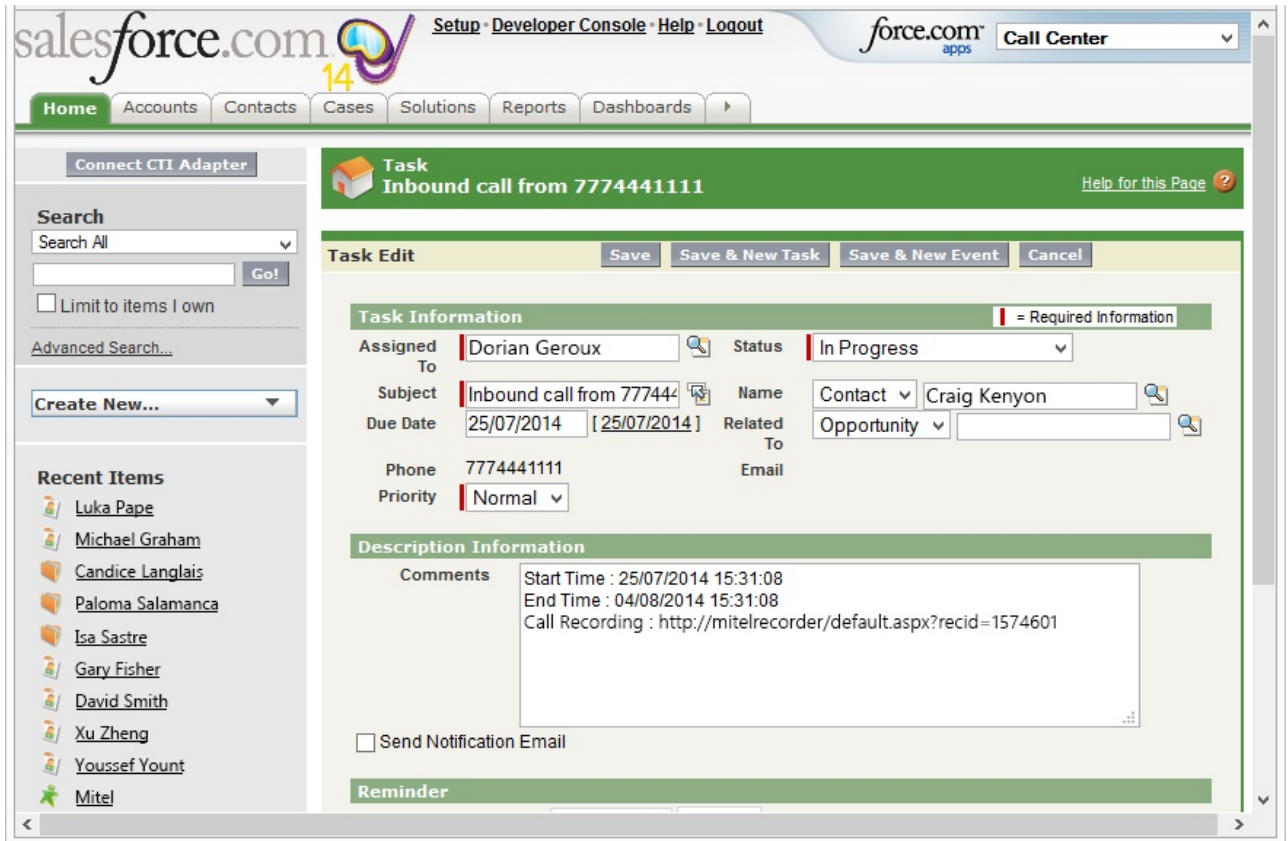 salesforce.com
14
Setup · Developer Console · Help · Logout
force.com apps
Call Center
Home Accounts Contacts Cases Solutions Reports Dashboards
Connect CTI Adapter
Search
Search All
Go!
Limit to items I own
Advanced Search...
Create New...
Recent Items
Luka Pape
Michael Graham
Candice Langlais
Paloma Salamanca
Isa Sastre
Gary Fisher
David Smith
Xu Zheng
Youssef Yount
Mitel
Task
Inbound call from 7774441111
Help for this Page ?
Task Edit Save Save & New Task Save & New Event Cancel
Task Information = Required Information
Assigned To Dorian Geroux Status In Progress
Subject Inbound call from 777444 Name Contact Craig Kenyon
Due Date 25/07/2014 [ 25/07/2014 ] Related To Opportunity
Phone 7774441111 Email
Priority Normal
Description Information
Comments
Start Time : 25/07/2014 15:31:08
End Time : 04/08/2014 15:31:08
Call Recording : http://mitelrecorder/default.aspx?recid=1574601
Send Notification Email
Reminder